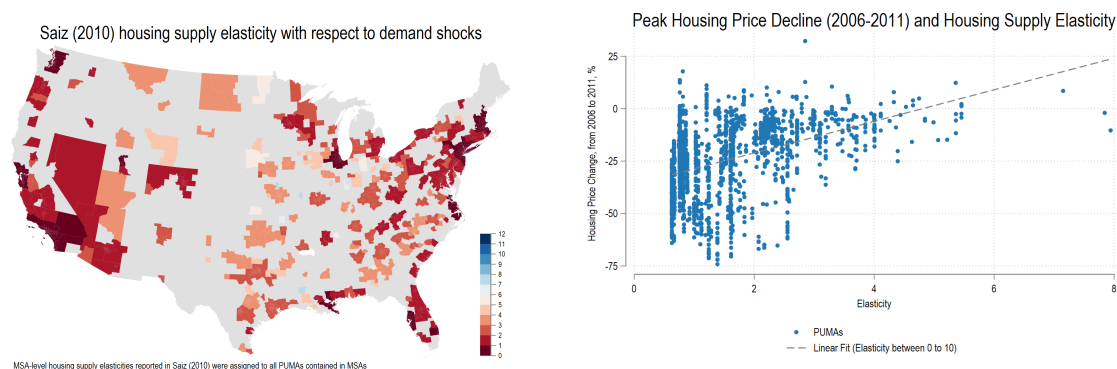 Saiz (2010) housing supply elasticity with respect to demand shocks
12
11
10
9
8
7
6
5
4
3
2
1
0
MSA-level housing supply elasticities reported in Saiz (2010) were assigned to all PUMAs contained in MSAs
Peak Housing Price Decline (2006-2011) and Housing Supply Elasticity
Housing Price Change, from 2006 to 2011, %
25
0
-25
-50
-75
0 2 4 6 8
Elasticity
PUMAs
Linear Fit (Elasticity between 0 to 10)